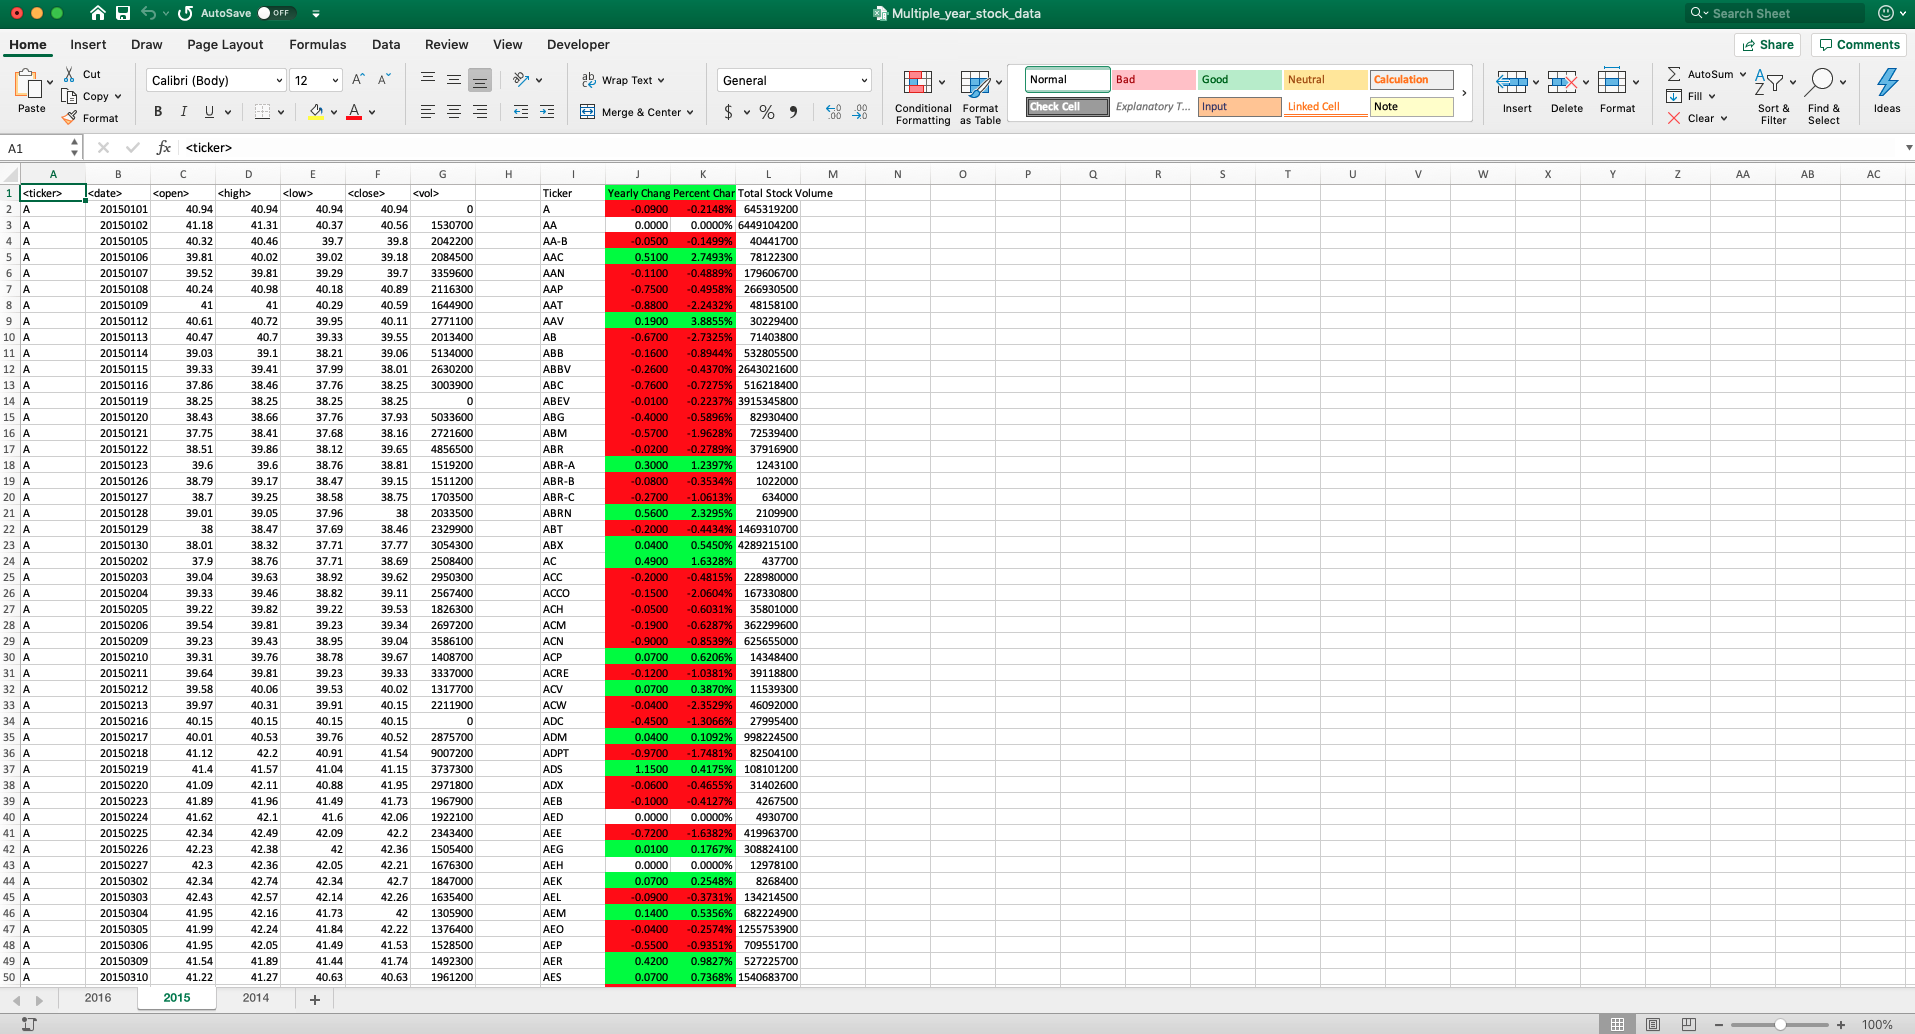 AutoSave OFF Multiple_year_stock_data Search Sheet
Home Insert Draw Page Layout Formulas Data Review View Developer Share Comments
Paste Cut Copy Format
Calibri (Body) 12
B I U A
ab Wrap Text
Merge & Center
General
$ % 
Conditional Formatting Format as Table
Normal Bad Good Neutral Calculation
Check Cell Explanatory T... Input Linked Cell Note
Insert Delete Format
AutoSum Fill Clear
Sort & Filter Find & Select Ideas
A1 fx <ticker>
A B C D E F G H I J K L M N O P Q R S T U V W X Y Z AA AB AC
1 <ticker> <date> <open> <high> <low> <close> <vol> Ticker Yearly Chang Percent Char Total Stock Volume
2 A 20150101 40.94 40.94 40.94 40.94 0 A -0.0900 -0.2148% 645319200
3 A 20150102 41.18 41.31 40.37 40.56 1530700 AA 0.0000 0.0000% 6449104200
4 A 20150105 40.32 40.46 39.7 39.8 2042200 AA-B -0.0500 -0.1499% 40441700
5 A 20150106 39.81 40.02 39.02 39.18 2084500 AAC 0.5100 2.7493% 78122300
6 A 20150107 39.52 39.81 39.29 39.7 3359600 AAN -0.1100 -0.4889% 179606700
7 A 20150108 40.24 40.98 40.18 40.89 2116300 AAP -0.7500 -0.4958% 266930500
8 A 20150109 41 41 40.29 40.59 1644900 AAT -0.8800 -2.2432% 48158100
9 A 20150112 40.61 40.72 39.95 40.11 2771100 AAV 0.1900 3.8855% 30229400
10 A 20150113 40.47 40.7 39.33 39.55 2013400 AB -0.6700 -2.7325% 71403800
11 A 20150114 39.03 39.1 38.21 39.06 5134000 ABB -0.1600 -0.8944% 532805500
12 A 20150115 39.33 39.41 37.99 38.01 2630200 ABBV -0.2600 -0.4370% 2643021600
13 A 20150116 37.86 38.46 37.76 38.25 3003900 ABC -0.7600 -0.7275% 516218400
14 A 20150119 38.25 38.25 38.25 38.25 0 ABEV -0.0100 -0.2237% 3915345800
15 A 20150120 38.43 38.66 37.76 37.93 5033600 ABG -0.4000 -0.5896% 82930400
16 A 20150121 37.75 38.41 37.68 38.16 2721600 ABM -0.5700 -1.9628% 72539400
17 A 20150122 38.51 39.86 38.12 39.65 4856500 ABR -0.0200 -0.2789% 37916900
18 A 20150123 39.6 39.6 38.76 38.81 1519200 ABR-A 0.3000 1.2397% 1243100
19 A 20150126 38.79 39.17 38.47 39.15 1511200 ABR-B -0.0800 -0.3534% 1022000
20 A 20150127 38.7 39.25 38.58 38.75 1703500 ABR-C -0.2700 -1.0613% 634000
21 A 20150128 39.01 39.05 37.96 38 2033500 ABRN 0.5600 2.3295% 2109900
22 A 20150129 38 38.47 37.69 38.46 2329900 ABT -0.2000 -0.4434% 1469310700
23 A 20150130 38.01 38.32 37.71 37.77 3054300 ABX 0.0400 0.5450% 4289215100
24 A 20150202 37.9 38.76 37.71 38.69 2508400 AC 0.4900 1.6328% 437700
25 A 20150203 39.04 39.63 38.92 39.62 2950300 ACC -0.2000 -0.4815% 228980000
26 A 20150204 39.33 39.46 38.82 39.11 2567400 ACCO -0.1500 -2.0604% 167330800
27 A 20150205 39.22 39.82 39.22 39.53 1826300 ACH -0.0500 -0.6031% 35801000
28 A 20150206 39.54 39.81 39.23 39.34 2697200 ACM -0.1900 -0.6287% 362299600
29 A 20150209 39.23 39.43 38.95 39.04 3586100 ACN -0.9000 -0.8539% 625655000
30 A 20150210 39.31 39.76 38.78 39.67 1408700 ACP 0.0700 0.6206% 14348400
31 A 20150211 39.64 39.81 39.23 39.33 3337000 ACRE -0.1200 -1.0381% 39118800
32 A 20150212 39.58 40.06 39.53 40.02 1317700 ACV 0.0700 0.3870% 11539300
33 A 20150213 39.97 40.31 39.91 40.15 2211900 ACW -0.0400 -2.3529% 46092000
34 A 20150216 40.15 40.15 40.15 40.15 0 ADC -0.4500 -1.3066% 27995400
35 A 20150217 40.01 40.53 39.76 40.52 2875700 ADM 0.0400 0.1092% 998224500
36 A 20150218 41.12 42.2 40.91 41.54 9007200 ADPT -0.9700 -1.7481% 82504100
37 A 20150219 41.4 41.57 41.04 41.15 3737300 ADS 1.1500 0.4175% 108101200
38 A 20150220 41.09 42.11 40.88 41.95 2971800 ADX -0.0600 -0.4655% 31402600
39 A 20150223 41.89 41.96 41.49 41.73 1967900 AEB -0.1000 -0.4127% 4267500
40 A 20150224 41.62 42.1 41.6 42.06 1922100 AED 0.0000 0.0000% 4930700
41 A 20150225 42.34 42.49 42.09 42.2 2343400 AEE -0.7200 -1.6382% 419963700
42 A 20150226 42.23 42.38 42 42.36 1505400 AEG 0.0100 0.1767% 308824100
43 A 20150227 42.3 42.36 42.05 42.21 1676300 AEH 0.0000 0.0000% 12978100
44 A 20150302 42.34 42.74 42.34 42.7 1847000 AEK 0.0700 0.2548% 8268400
45 A 20150303 42.43 42.57 42.14 42.26 1635400 AEL -0.0900 -0.3731% 134214500
46 A 20150304 41.95 42.16 41.73 42 1305900 AEM 0.1400 0.5356% 682224900
47 A 20150305 41.99 42.24 41.84 42.22 1376400 AEO -0.0400 -0.2574% 1255753900
48 A 20150306 41.95 42.05 41.49 41.53 1528500 AEP -0.5500 -0.9351% 709551700
49 A 20150309 41.54 41.89 41.44 41.74 1492300 AER 0.4200 0.9827% 527225700
50 A 20150310 41.22 41.27 40.63 40.63 1961200 AES 0.0700 0.7368% 1540683700
2016 2015 2014 +
100%